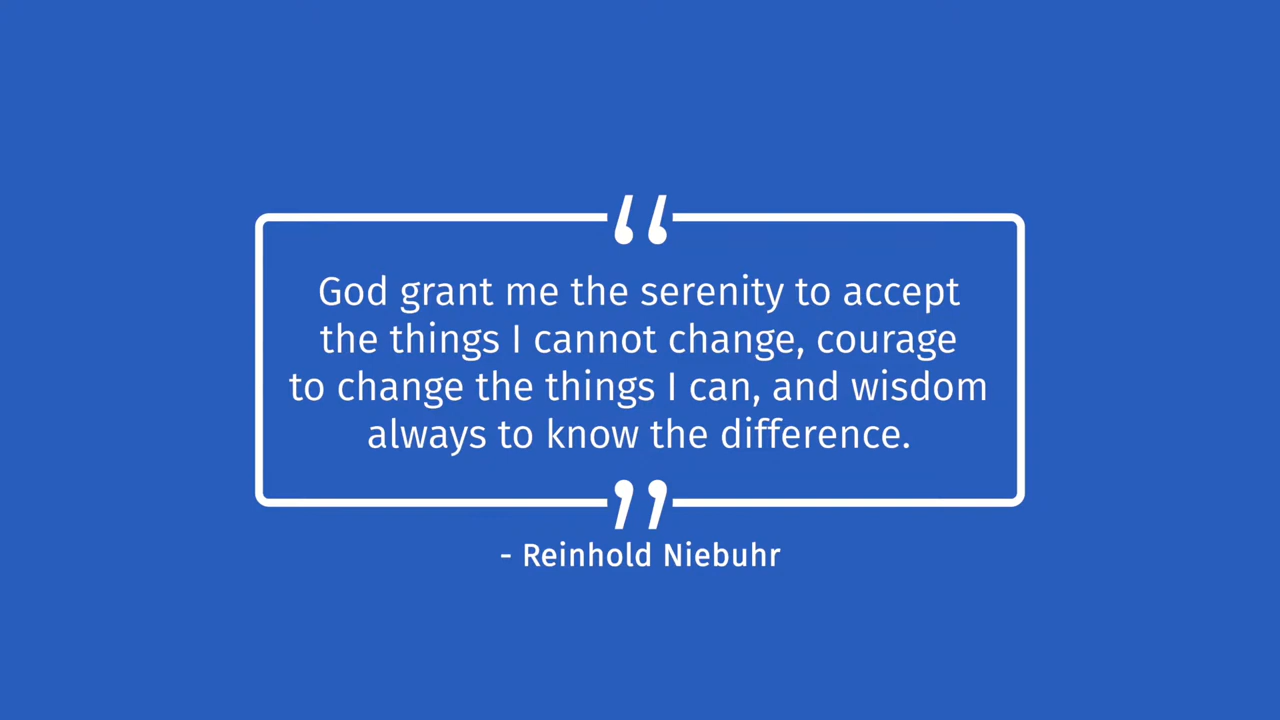 “
God grant me the serenity to accept
the things I cannot change, courage
to change the things I can, and wisdom
always to know the difference.
”
- Reinhold Niebuhr